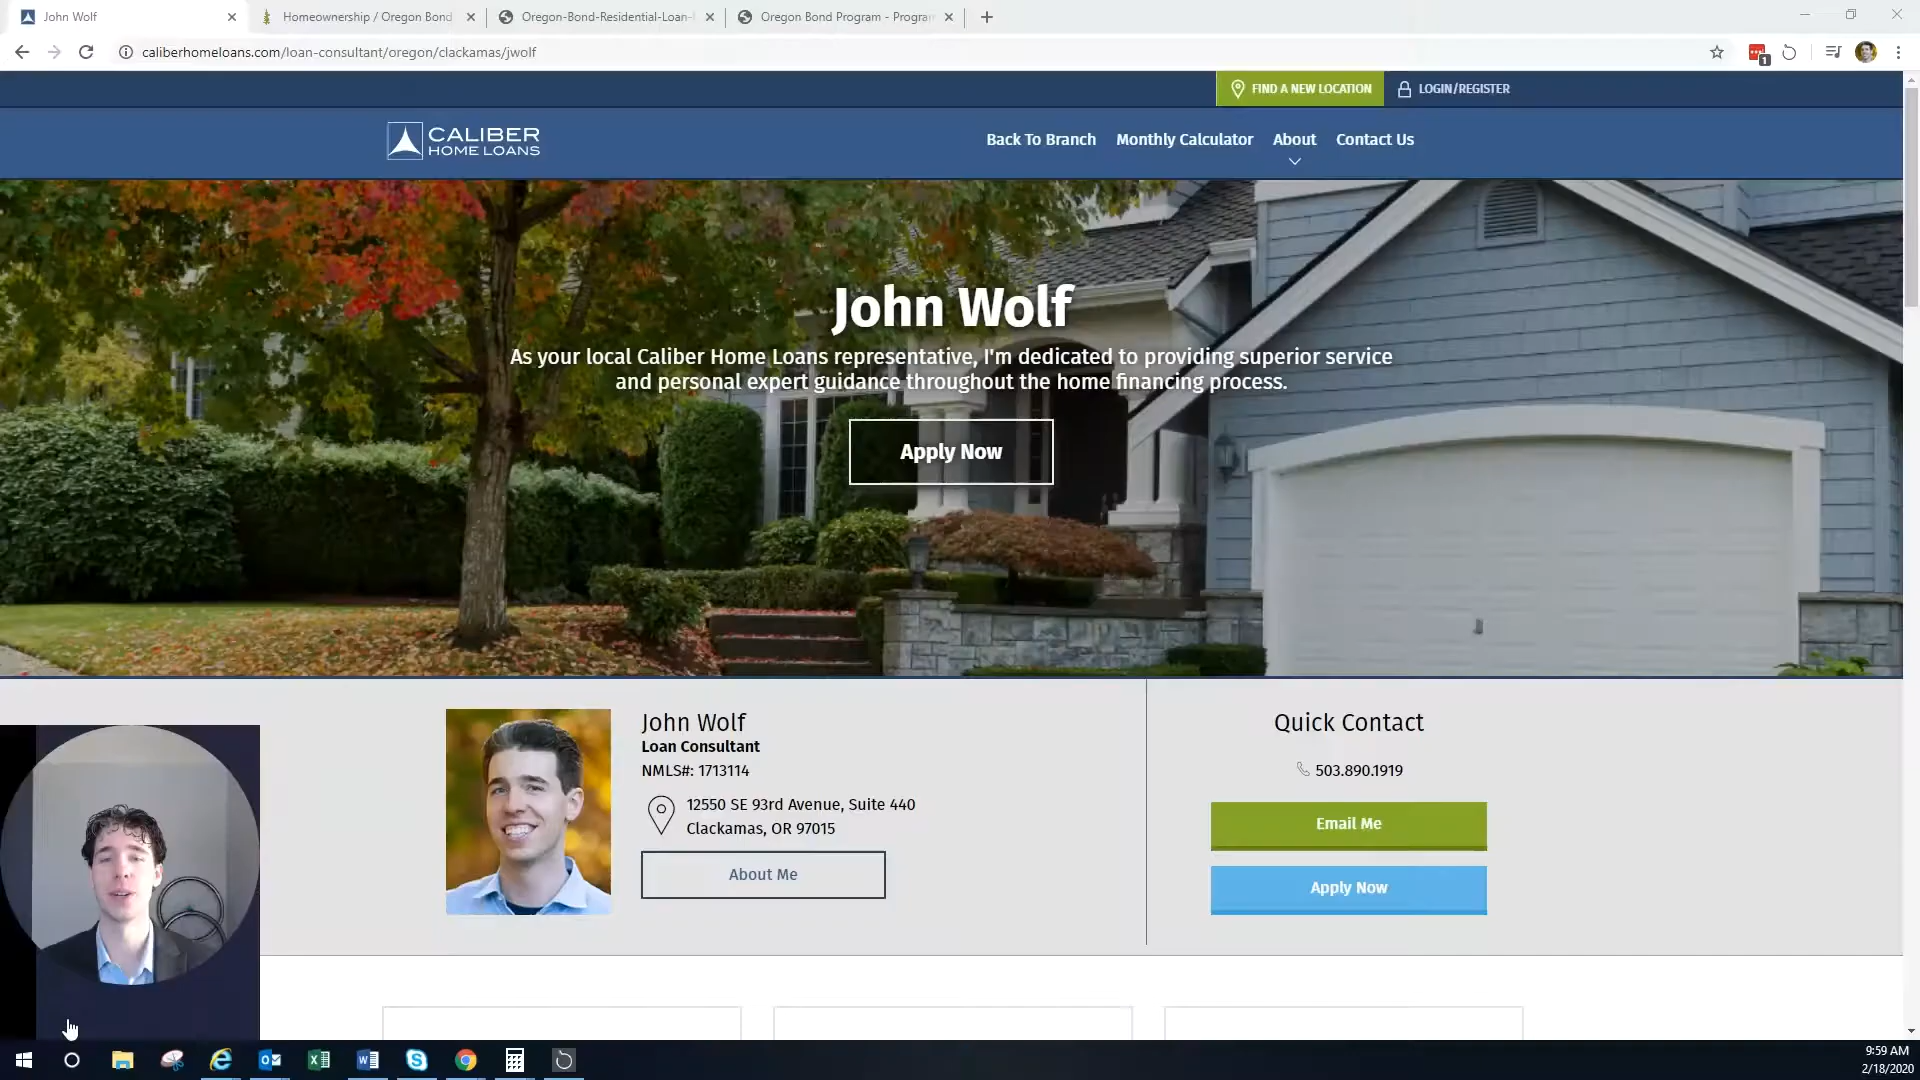 John Wolf
Homeownership / Oregon Bond
Oregon-Bond-Residential-Loan-
Oregon Bond Program - Program
caliberhomeloans.com/loan-consultant/oregon/clackamas/jwolf
1
FIND A NEW LOCATION
LOGIN/REGISTER
CALIBER
HOME LOANS
Back To Branch
Monthly Calculator
About
Contact Us
John Wolf
As your local Caliber Home Loans representative, I'm dedicated to providing superior service
and personal expert guidance throughout the home financing process.
Apply Now
John Wolf
Loan Consultant
NMLS#: 1713114
12550 SE 93rd Avenue, Suite 440
Clackamas, OR 97015
About Me
Quick Contact
503.890.1919
Email Me
Apply Now
9:59 AM
2/18/2020